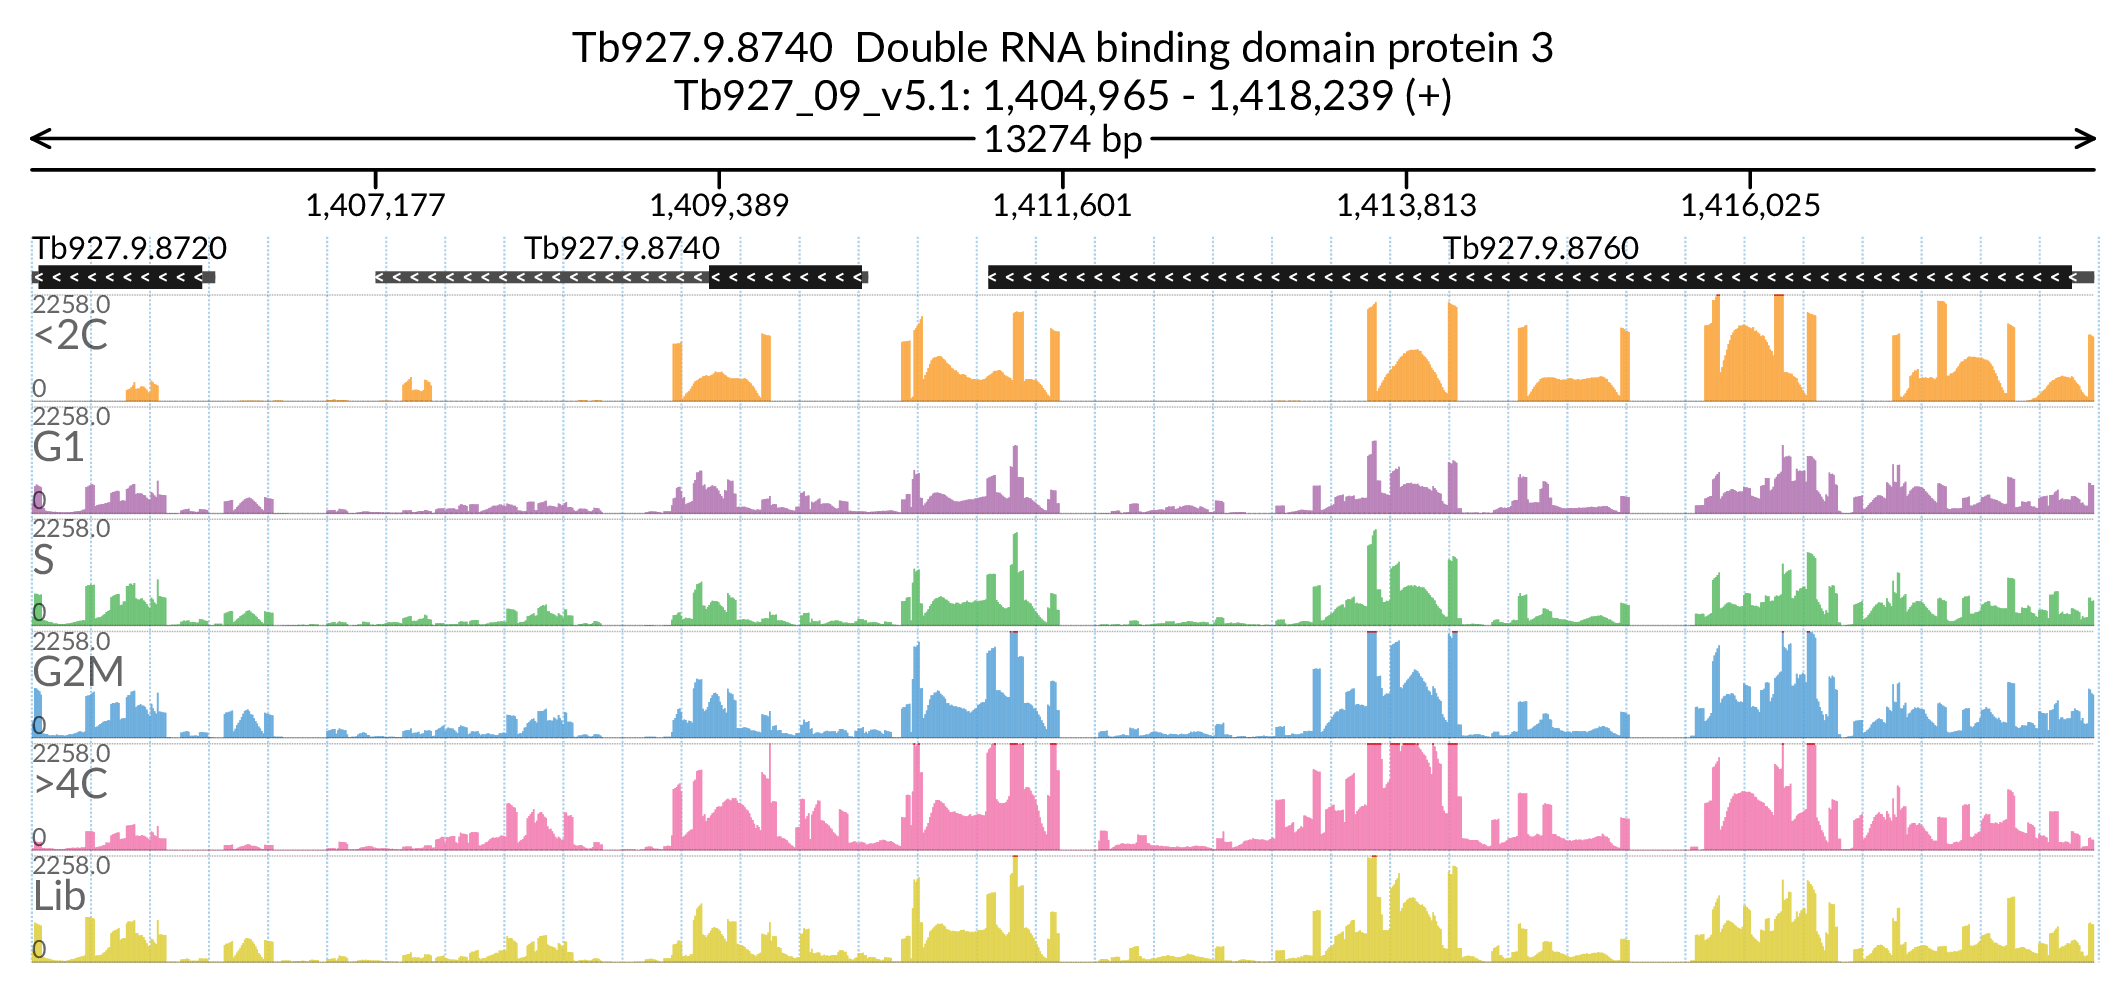 Tb927.9.8740  Double RNA binding domain protein 3
Tb927_09_v5.1: 1,404,965 - 1,418,239 (+)
13274 bp
1,407,177 1,409,389 1,411,601 1,413,813 1,416,025
Tb927.9.8720 Tb927.9.8740 Tb927.9.8760
2258.0
<2C
0
2258.0
G1
0
2258.0
S
0
2258.0
G2M
0
2258.0
>4C
0
2258.0
Lib
0